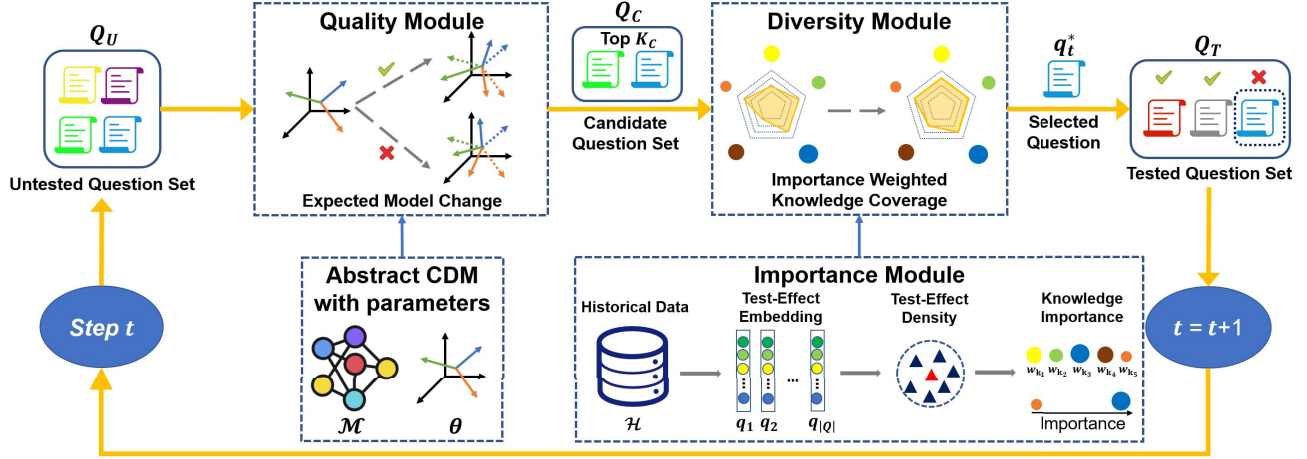 Q_U
Untested Question Set
Quality Module
Expected Model Change
Q_C
Top K_C
Candidate
Question Set
Diversity Module
Importance Weighted
Knowledge Coverage
q_t^*
Selected
Question
Q_T
Tested Question Set
Step t
Abstract CDM
with parameters
ℳ
θ
Importance Module
Historical Data
ℋ
Test-Effect
Embedding
...
q_1 q_2 q_|Q|
Test-Effect
Density
Knowledge
Importance
w_k1 w_k2 w_k3 w_k4 w_k5
Importance
t = t+1